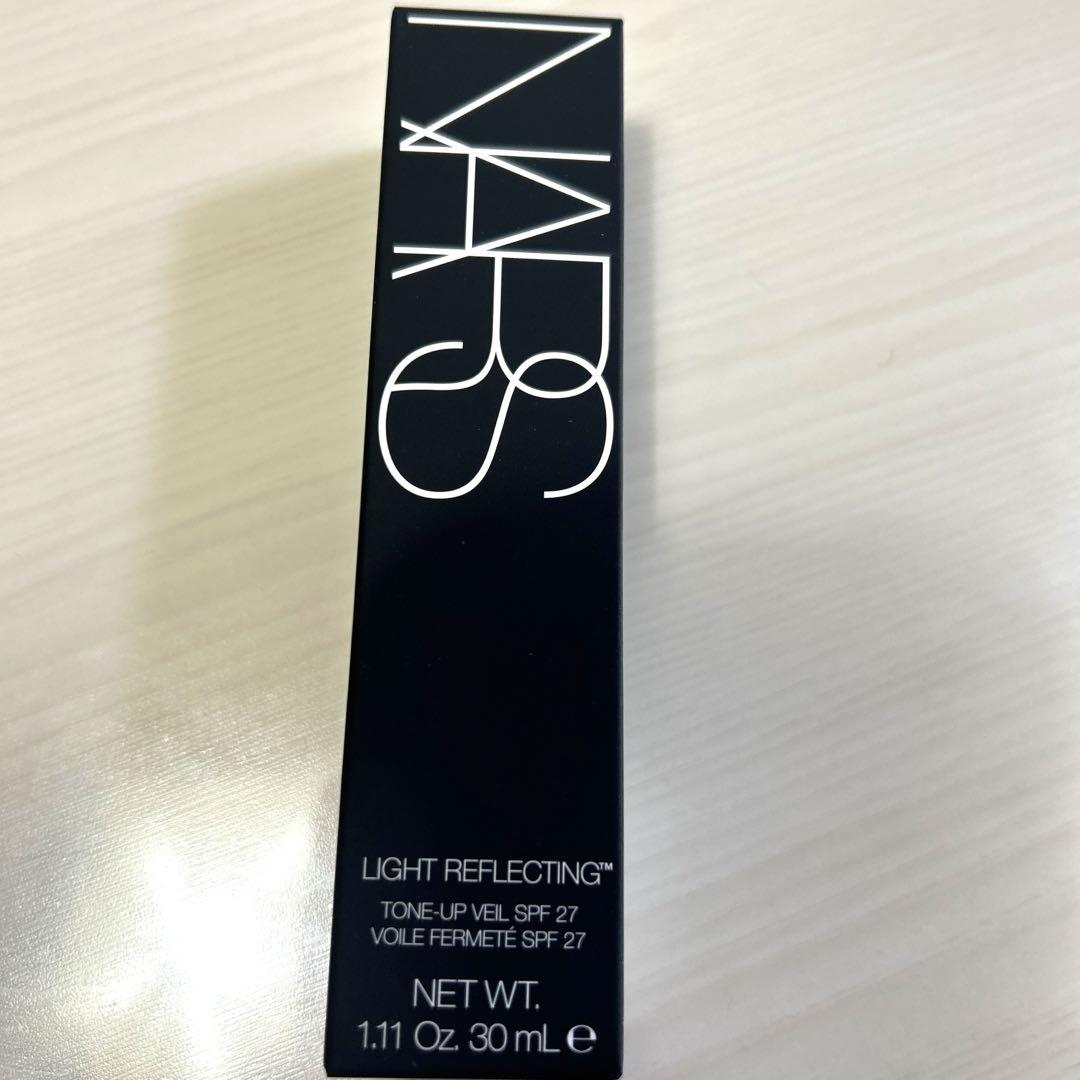 NARS
LIGHT REFLECTING™
TONE-UP VEIL SPF 27
VOILE FERMETÉ SPF 27
NET WT.
1.11 Oz. 30 mL ℮